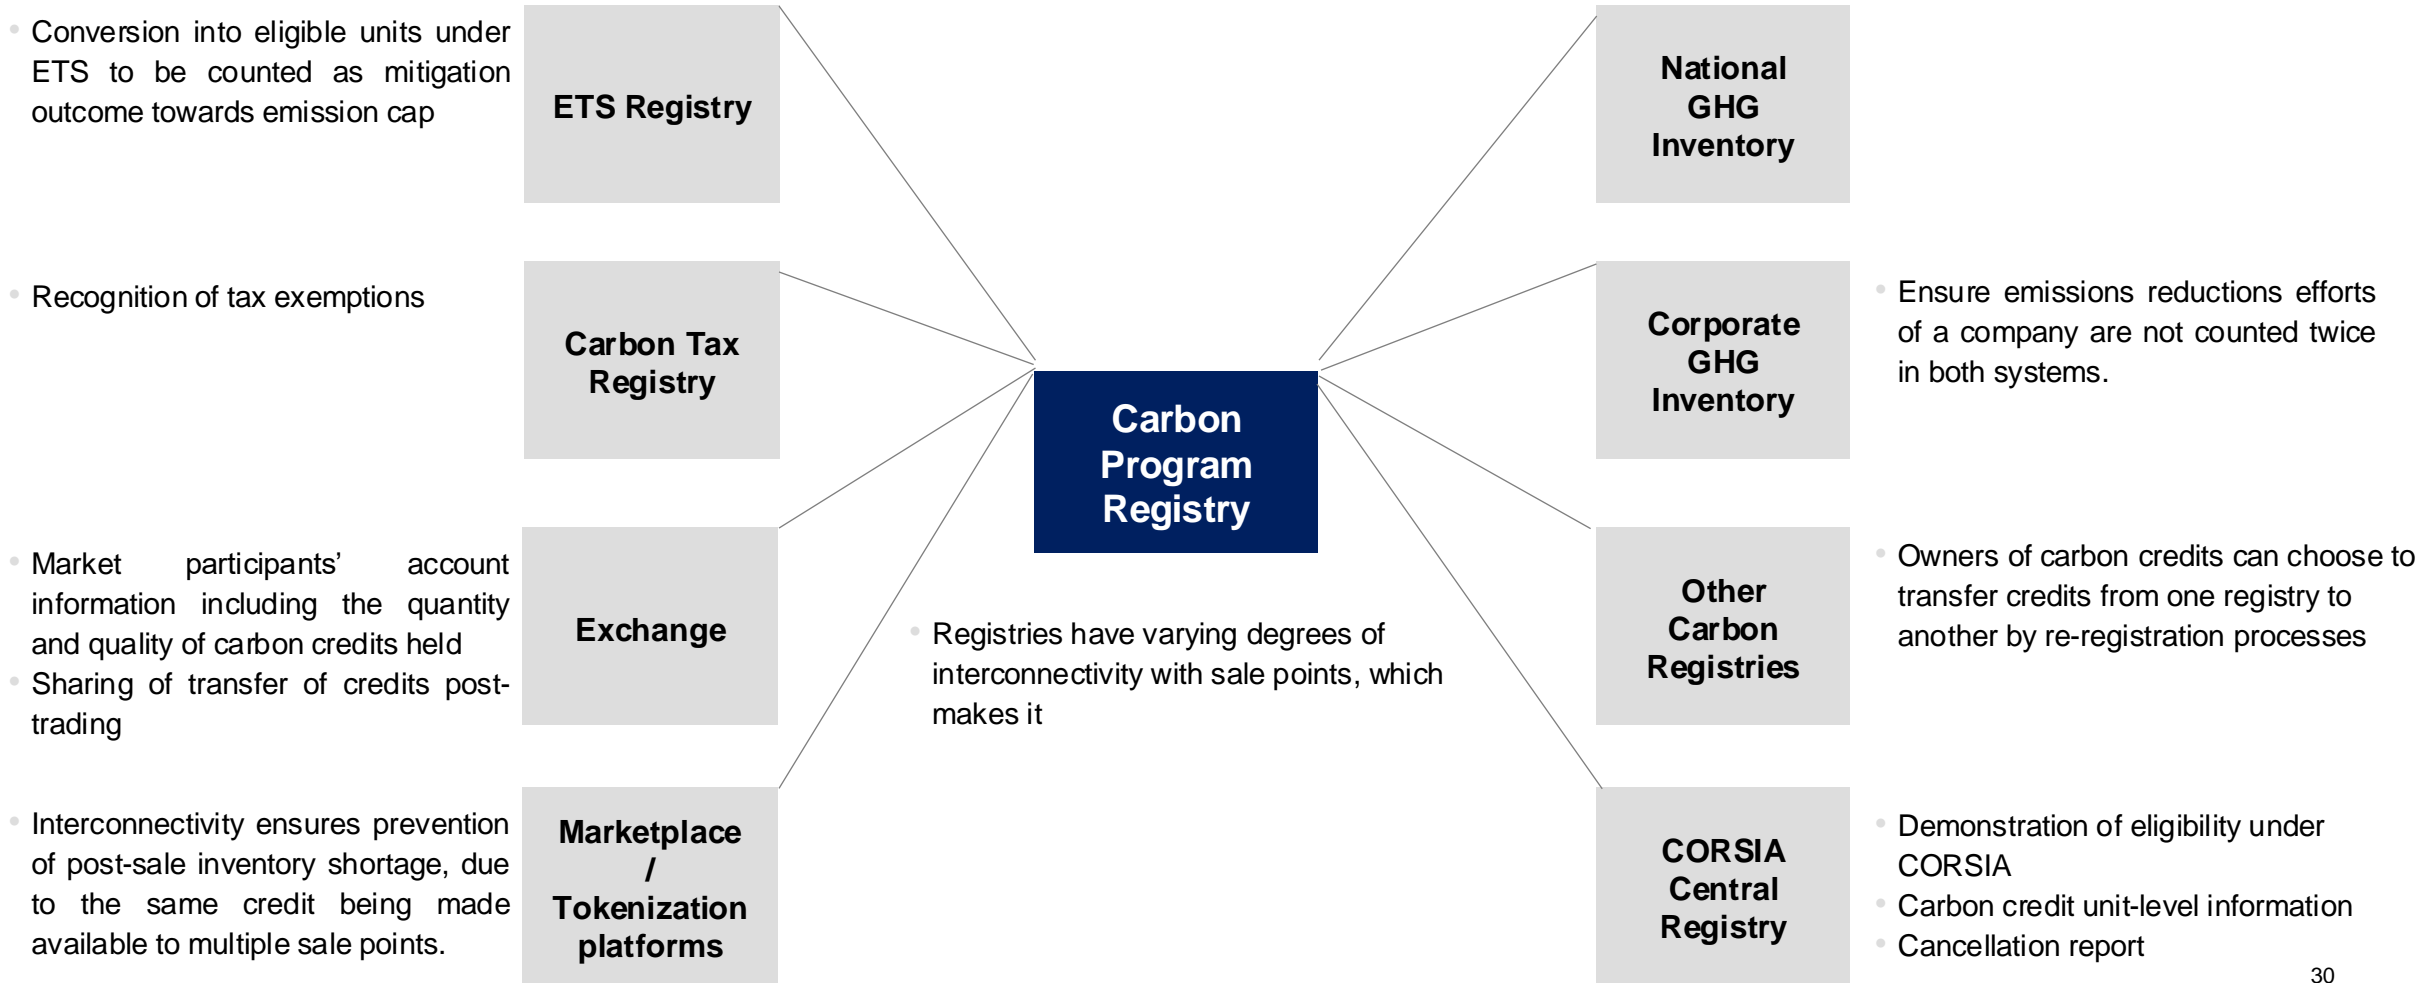 Conversion into eligible units under
ETS to be counted as mitigation
outcome towards emission cap
ETS Registry
Recognition of tax exemptions
Carbon Tax
Registry
Market participants’ account
information including the quantity
and quality of carbon credits held
Sharing of transfer of credits post-
trading
Exchange
Interconnectivity ensures prevention
of post-sale inventory shortage, due
to the same credit being made
available to multiple sale points.
Marketplace
/
Tokenization
platforms
Carbon
Program
Registry
Registries have varying degrees of
interconnectivity with sale points, which
makes it
National
GHG
Inventory
Corporate
GHG
Inventory
Ensure emissions reductions efforts
of a company are not counted twice
in both systems.
Other
Carbon
Registries
Owners of carbon credits can choose to
transfer credits from one registry to
another by re-registration processes
CORSIA
Central
Registry
Demonstration of eligibility under
CORSIA
Carbon credit unit-level information
Cancellation report
30